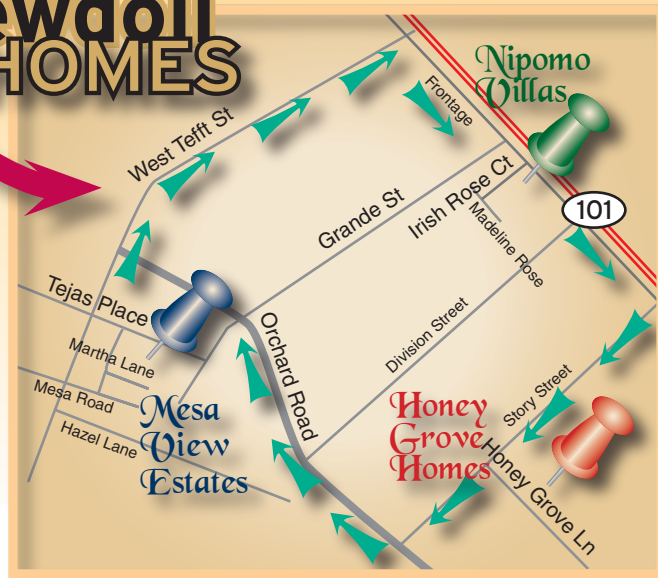 HOMES
Nipomo
Villas
Frontage
West Tefft St
Grande St
Irish Rose Ct
Madeline Rose
101
Tejas Place
Martha Lane
Mesa Road
Hazel Lane
Orchard Road
Division Street
Mesa
View
Estates
Honey
Grove
Homes
Story Street
Honey Grove Ln